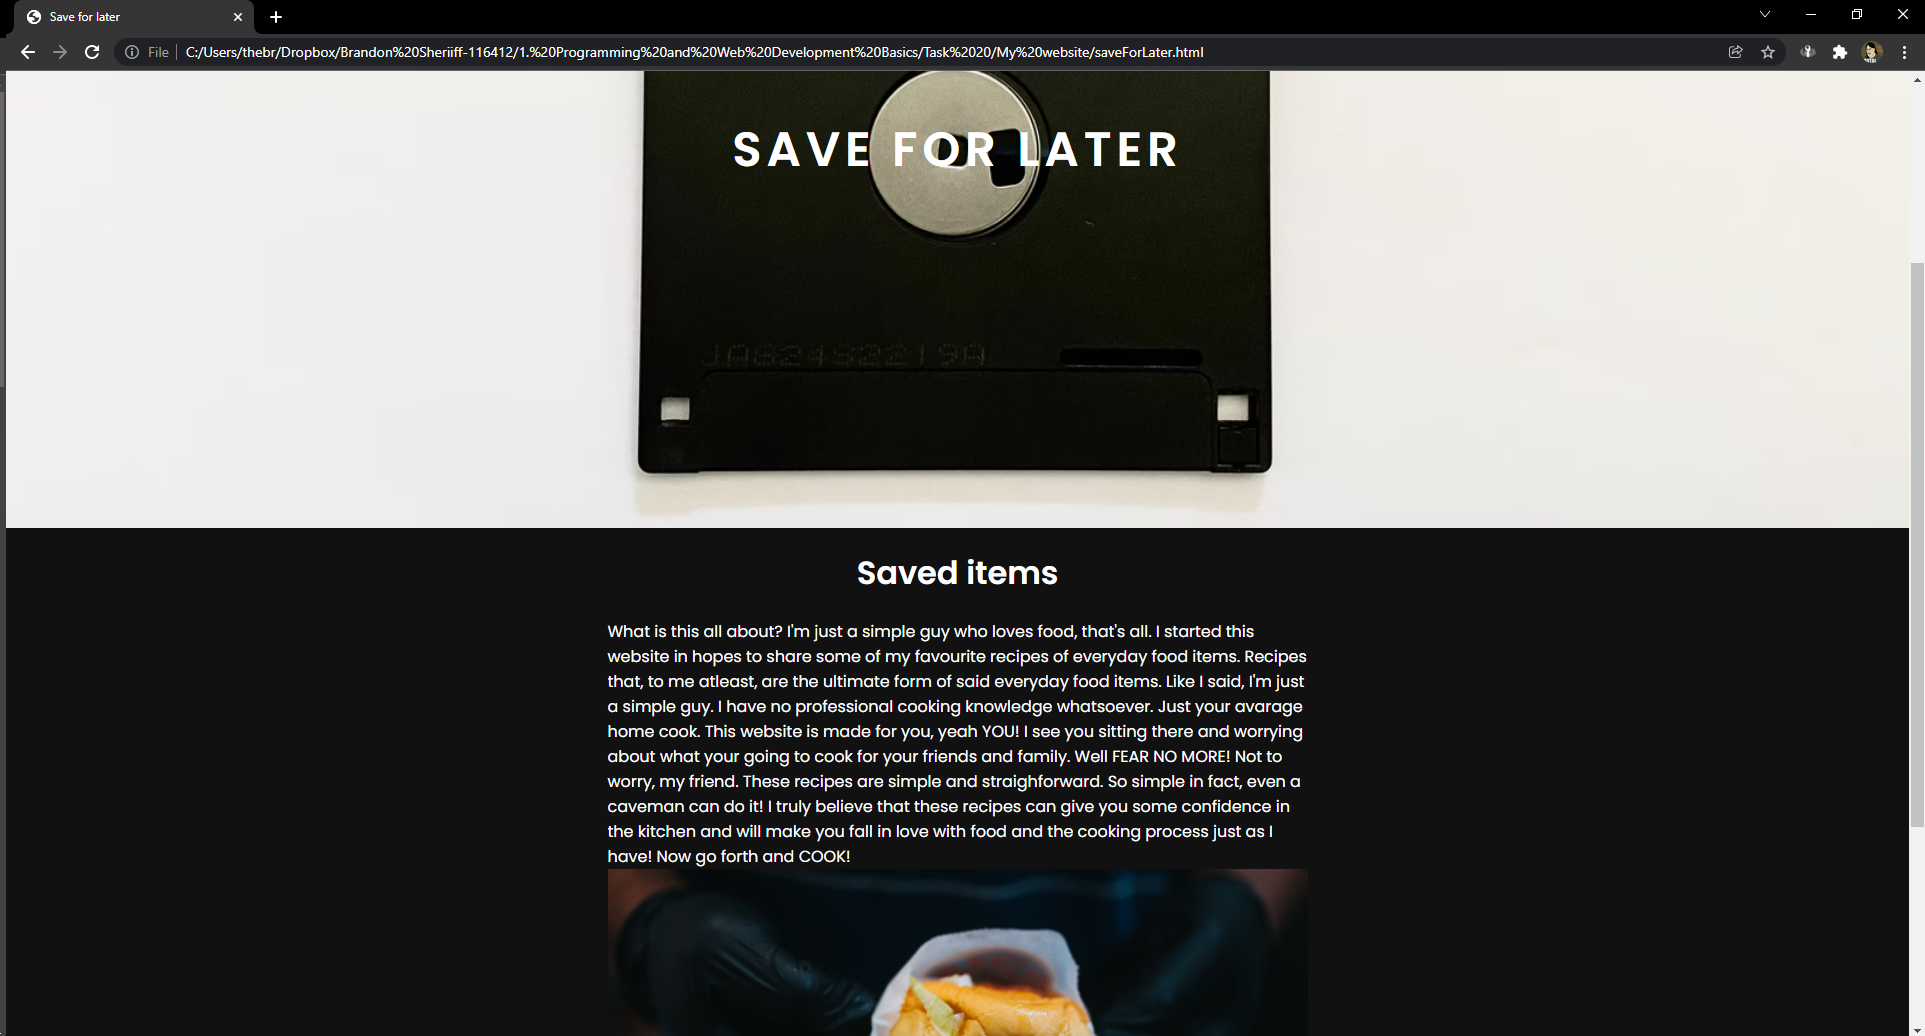 Save for later
File
C:/Users/thebr/Dropbox/Brandon%20Sheriiff-116412/1.%20Programming%20and%20Web%20Development%20Basics/Task%2020/My%20website/saveForLater.html
SAVE FOR LATER
Saved items
What is this all about? I'm just a simple guy who loves food, that's all. I started this
website in hopes to share some of my favourite recipes of everyday food items. Recipes
that, to me atleast, are the ultimate form of said everyday food items. Like I said, I'm just
a simple guy. I have no professional cooking knowledge whatsoever. Just your avarage
home cook. This website is made for you, yeah YOU! I see you sitting there and worrying
about what your going to cook for your friends and family. Well FEAR NO MORE! Not to
worry, my friend. These recipes are simple and straighforward. So simple in fact, even a
caveman can do it! I truly believe that these recipes can give you some confidence in
the kitchen and will make you fall in love with food and the cooking process just as I
have! Now go forth and COOK!